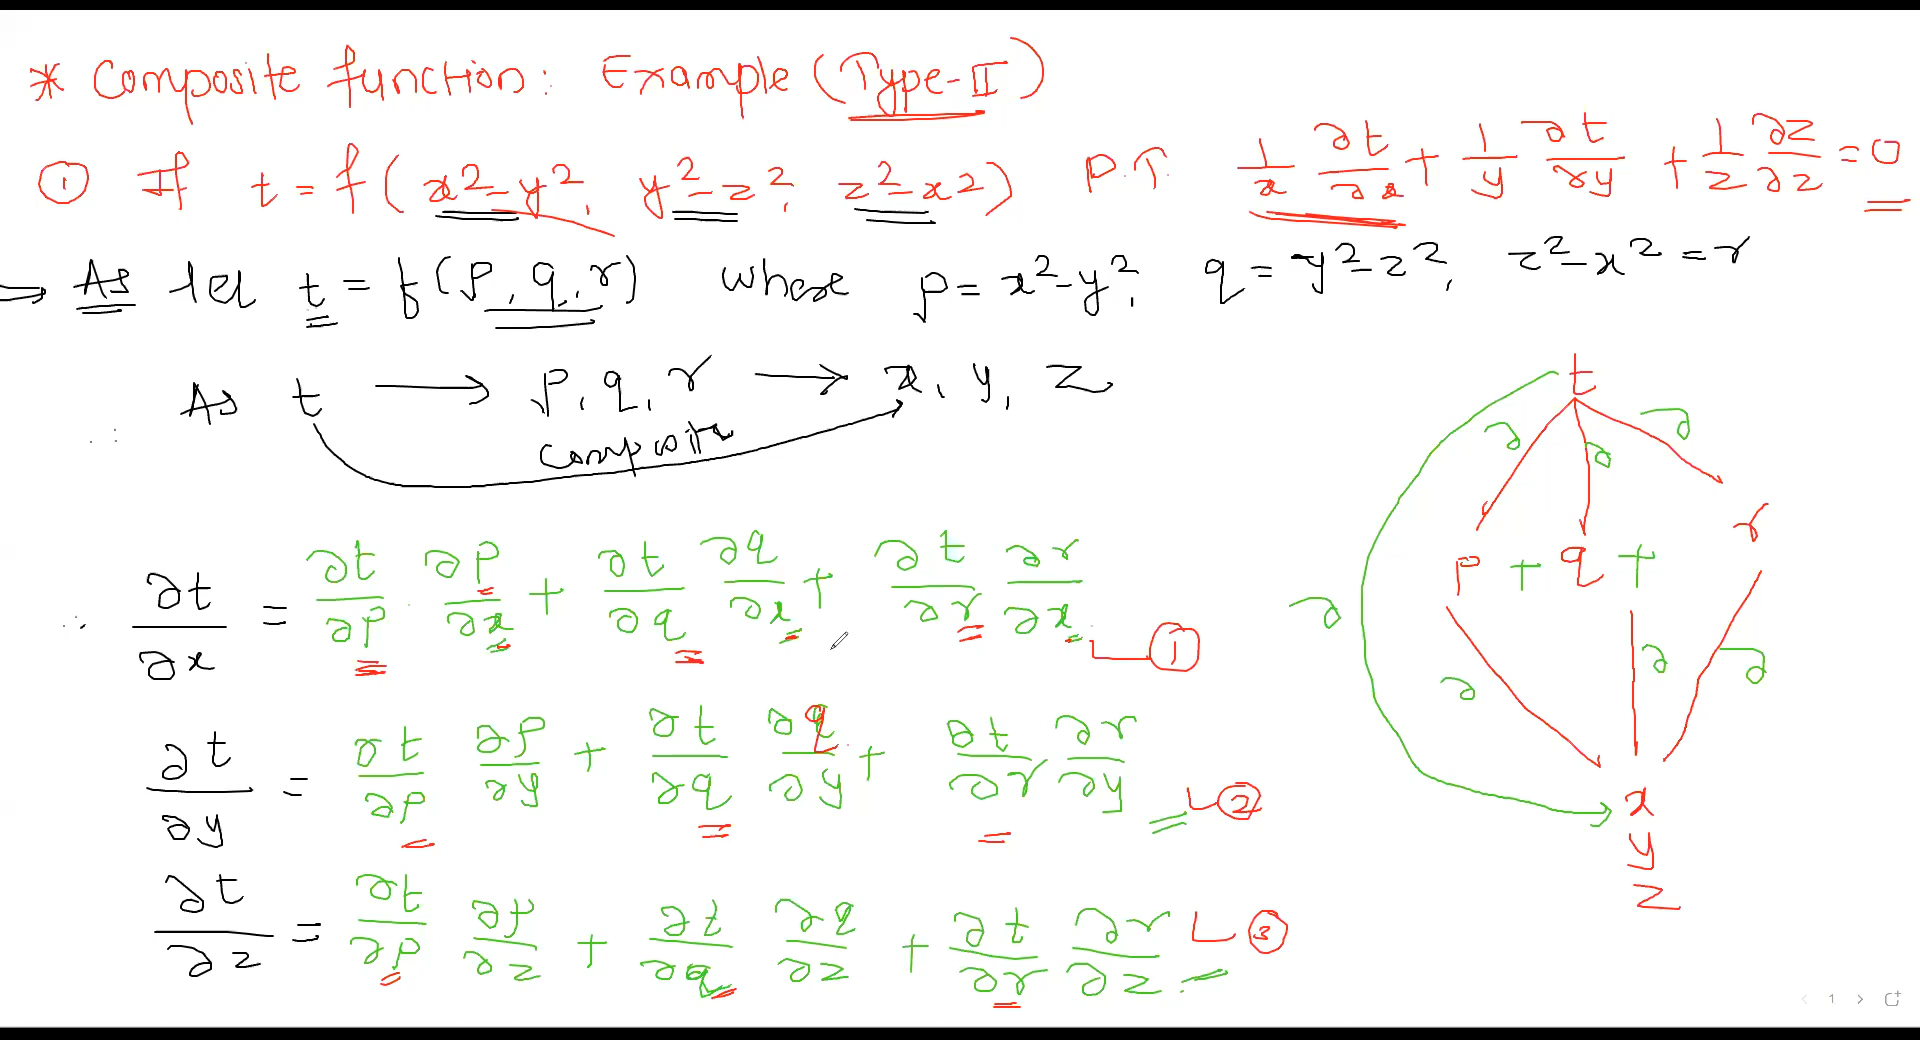 * Composite function: Example (Type-II)
① If t = f(x²-y², y²-z², z²-x²) P.T. 1/x ∂t/∂x + 1/y ∂t/∂y + 1/z ∂z/∂z = 0
→ As let t = f(p, q, r) where p = x²-y², q = y²-z², z²-x² = r
As t → p, q, r → x, y, z
composite
∴ ∂t/∂x = ∂t/∂p ∂p/∂x + ∂t/∂q ∂q/∂x + ∂t/∂r ∂r/∂x ①
∂t/∂y = ∂t/∂p ∂p/∂y + ∂t/∂q ∂q/∂y + ∂t/∂r ∂r/∂y ②
∂t/∂z = ∂t/∂p ∂p/∂z + ∂t/∂q ∂q/∂z + ∂t/∂r ∂r/∂z ③
t
∂ ∂ ∂
p + q + r
∂ ∂ ∂ ∂
x
y
z
1